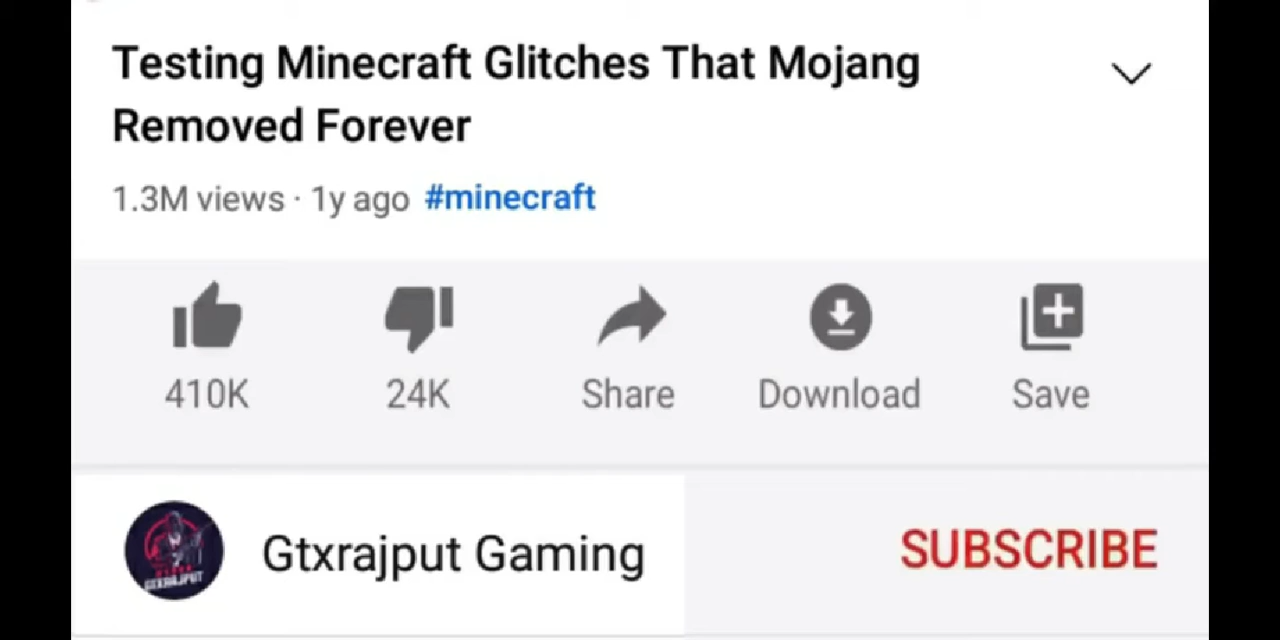 Testing Minecraft Glitches That Mojang
Removed Forever
1.3M views · 1y ago #minecraft
410K 24K Share Download Save
GTXRAJPUT
Gtxrajput Gaming
SUBSCRIBE